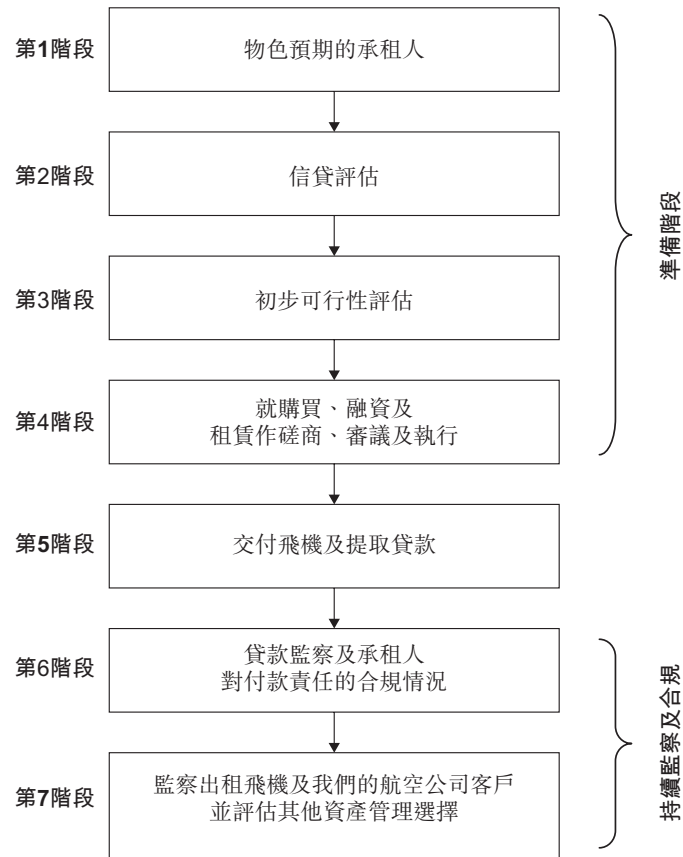 第1階段
物色預期的承租人
第2階段
信貸評估
第3階段
初步可行性評估
第4階段
就購買、融資及
租賃作磋商、審議及執行
準備階段
第5階段
交付飛機及提取貸款
第6階段
貸款監察及承租人
對付款責任的合規情況
第7階段
監察出租飛機及我們的航空公司客戶
並評估其他資產管理選擇
持續監察及合規